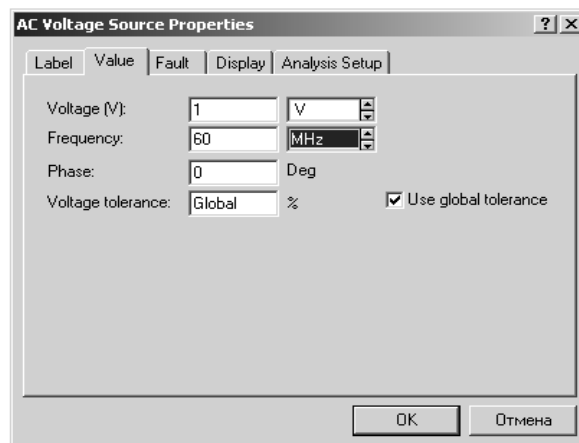 AC Voltage Source Properties
Label Value Fault Display Analysis Setup
Voltage (V): 1 V
Frequency: 60 MHz
Phase: 0 Deg
Voltage tolerance: Global % Use global tolerance
OK Отмена